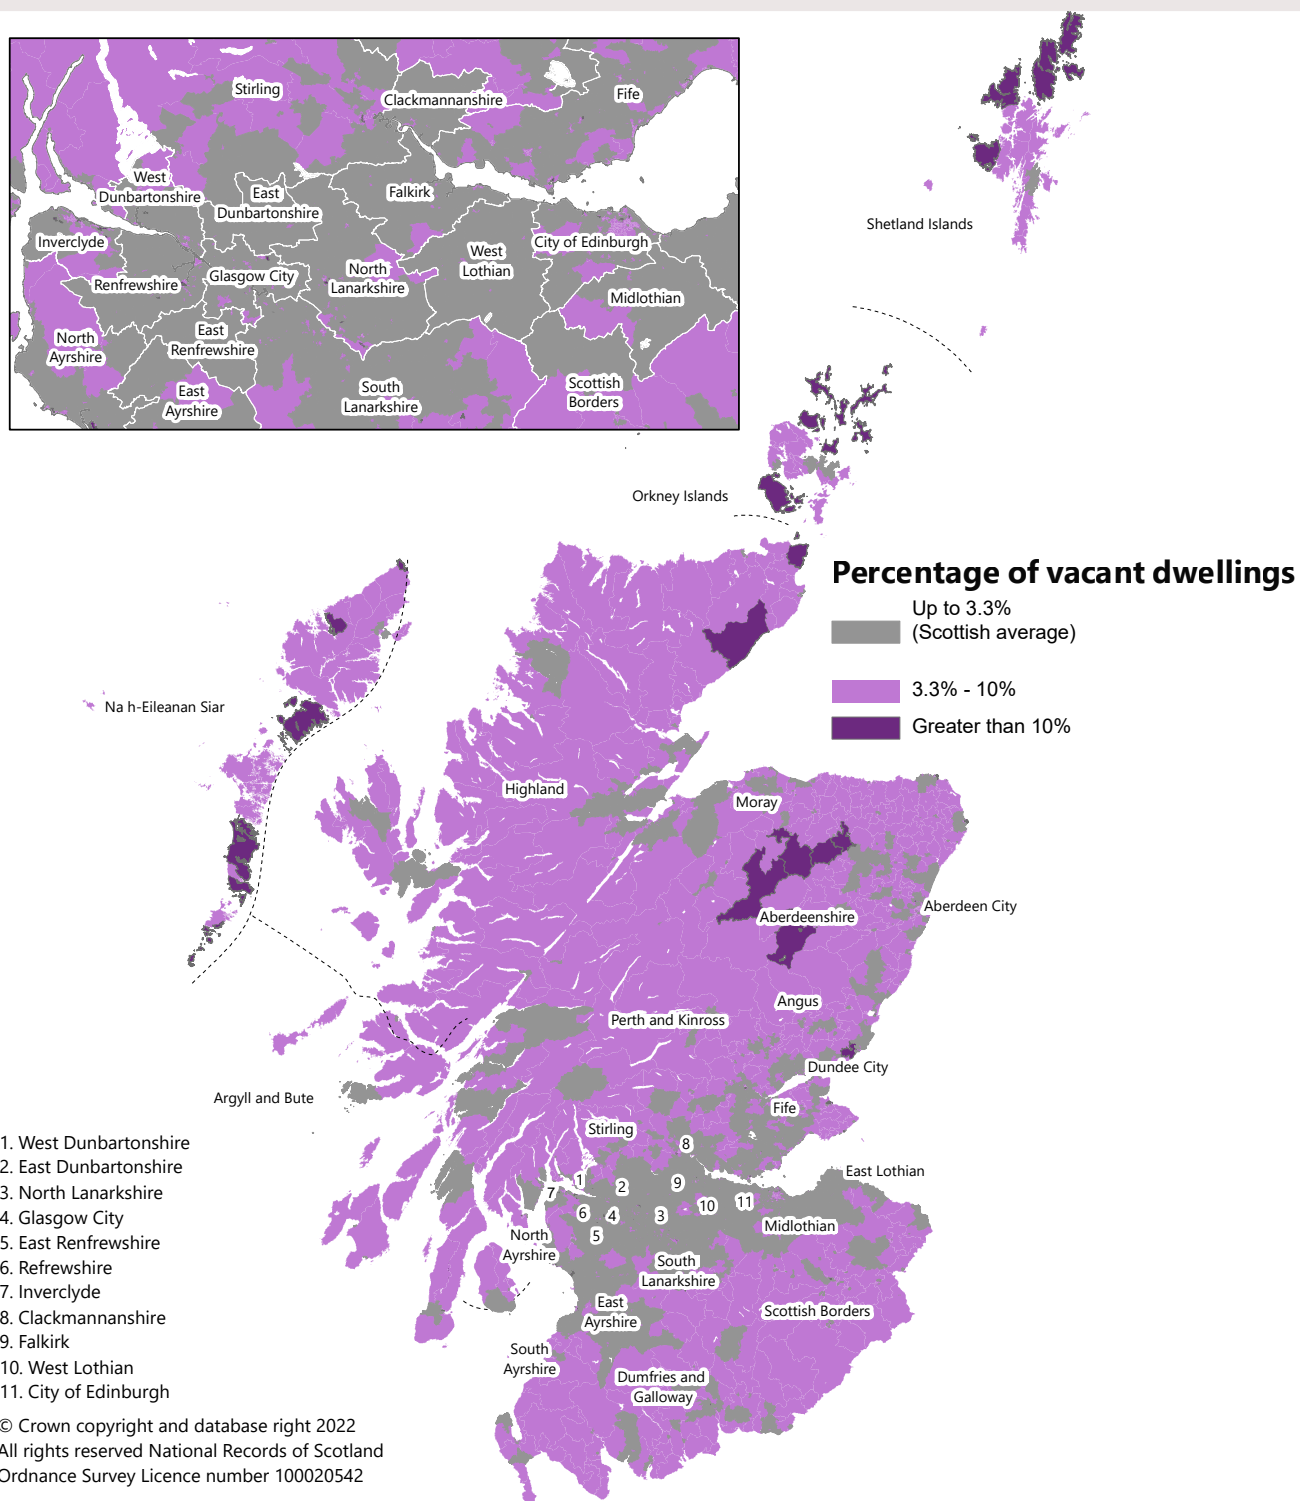 Stirling
Clackmannanshire
Fife
West
Dunbartonshire
East
Dunbartonshire
Falkirk
Inverclyde
Renfrewshire
Glasgow City
North
Lanarkshire
West
Lothian
City of Edinburgh
Midlothian
North
Ayrshire
East
Renfrewshire
East
Ayrshire
South
Lanarkshire
Scottish
Borders
Shetland Islands
Orkney Islands
Percentage of vacant dwellings
Up to 3.3%
(Scottish average)
3.3% - 10%
Greater than 10%
Na h-Eileanan Siar
Highland
Moray
Aberdeenshire
Aberdeen City
Angus
Perth and Kinross
Dundee City
Argyll and Bute
Fife
Stirling
8
East Lothian
1
2
9
7
10
11
6
4
3
5
Midlothian
North
Ayrshire
South
Lanarkshire
East
Ayrshire
Scottish Borders
South
Ayrshire
Dumfries and
Galloway
1. West Dunbartonshire
2. East Dunbartonshire
3. North Lanarkshire
4. Glasgow City
5. East Renfrewshire
6. Refrewshire
7. Inverclyde
8. Clackmannanshire
9. Falkirk
10. West Lothian
11. City of Edinburgh
© Crown copyright and database right 2022
All rights reserved National Records of Scotland
Ordnance Survey Licence number 100020542